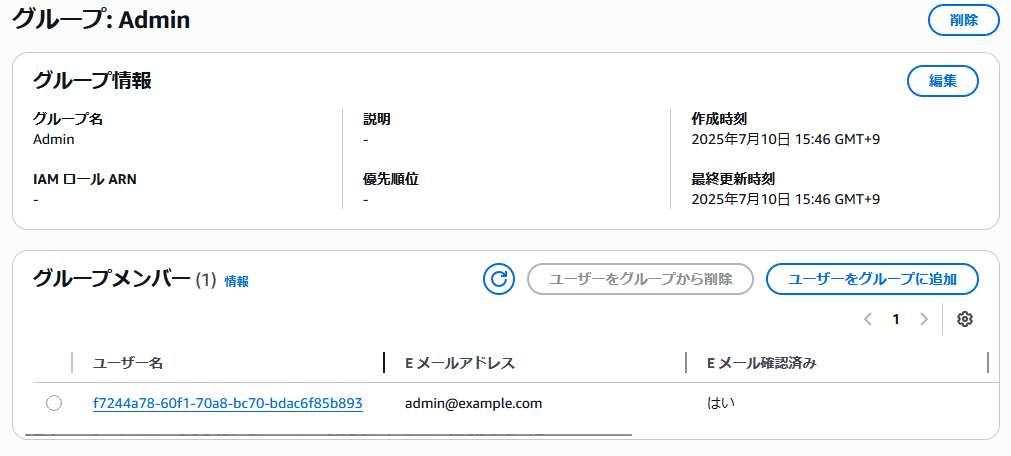 グループ: Admin
削除
グループ情報
編集
グループ名
Admin
説明
-
作成時刻
2025年7月10日 15:46 GMT+9
IAM ロール ARN
-
優先順位
-
最終更新時刻
2025年7月10日 15:46 GMT+9
グループメンバー (1) 情報
ユーザーをグループから削除
ユーザーをグループに追加
1
ユーザー名
E メールアドレス
E メール確認済み
f7244a78-60f1-70a8-bc70-bdac6f85b893
admin@example.com
はい